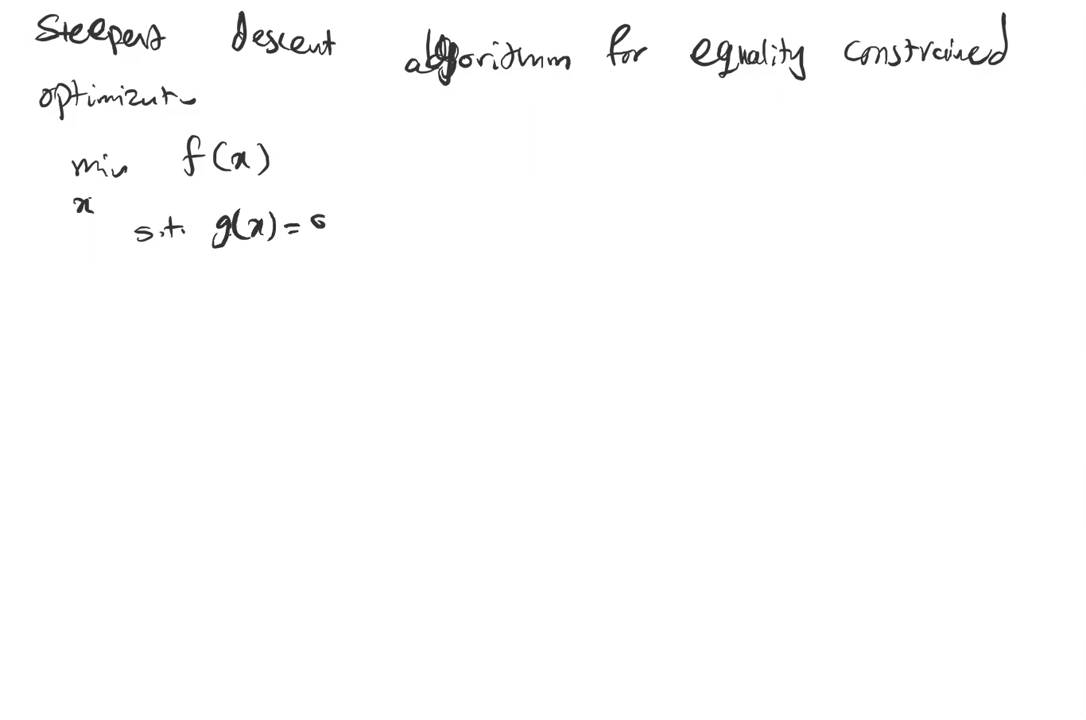 Steepest descent algorithm for equality constrained
optimizat~
min f(x)
x
s.t. g(x) = 0